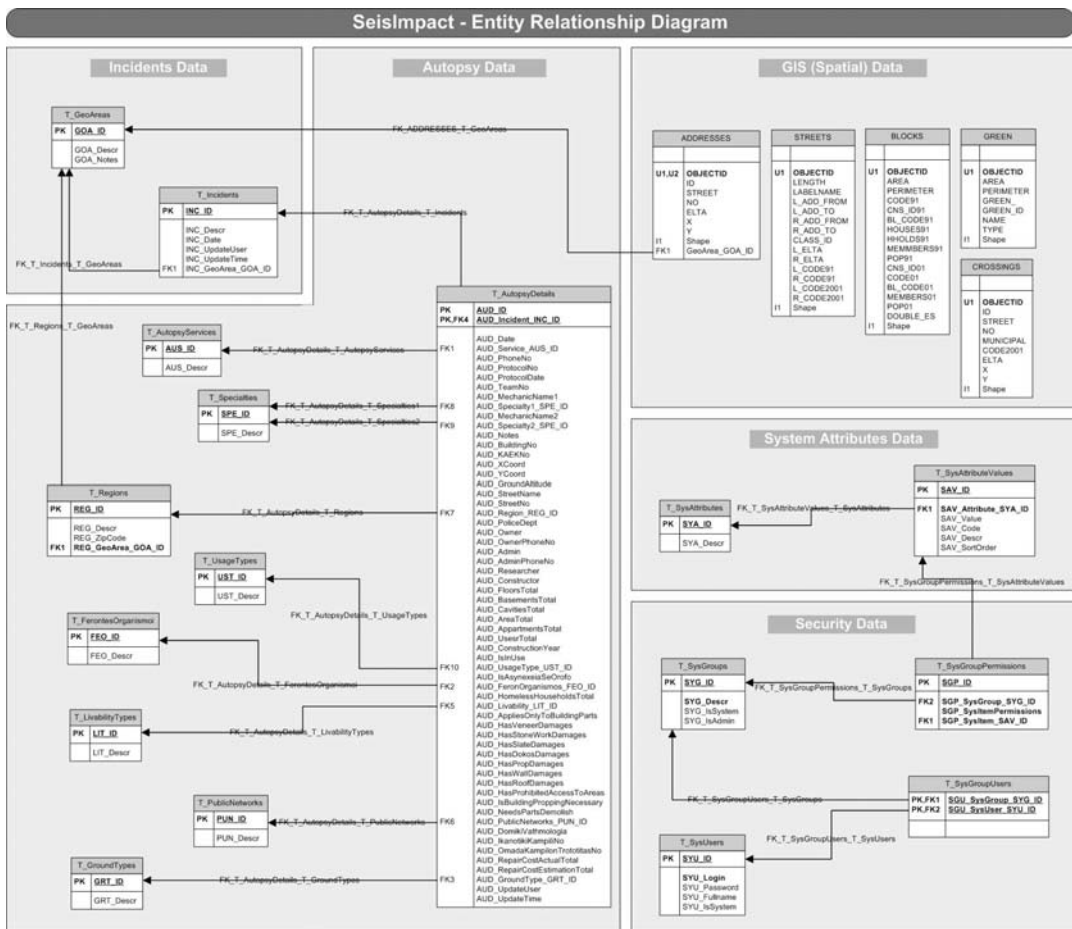 SeisImpact - Entity Relationship Diagram
Incidents Data
T_GeoAreas
PK GOA_ID
GOA_Descr
GOA_Notes
T_Incidents
PK INC_ID
INC_Descr
INC_Date
INC_UpdateUser
INC_UpdateTime
FK1 INC_GeoArea_GOA_ID
FK_T_Incidents_T_GeoAreas
FK_T_Regions_T_GeoAreas
Autopsy Data
FK_ADDRESSES_T_GeoAreas
FK_T_AutopsyDetails_T_Incidents
T_AutopsyServices
PK AUS_ID
AUS_Descr
FK_T_AutopsyDetails_T_AutopsyServices
T_Specialties
PK SPE_ID
SPE_Descr
FK_T_AutopsyDetails_T_Specialties1
FK_T_AutopsyDetails_T_Specialties2
T_Regions
PK REG_ID
REG_Descr
REG_ZipCode
FK1 REG_GeoArea_GOA_ID
FK_T_AutopsyDetails_T_Regions
T_UsageTypes
PK UST_ID
UST_Descr
FK_T_AutopsyDetails_T_UsageTypes
T_FerontesOrganismoi
PK FEO_ID
FEO_Descr
FK_T_AutopsyDetails_T_FerontesOrganismoi
T_LivabilityTypes
PK LIT_ID
LIT_Descr
FK_T_AutopsyDetails_T_LivabilityTypes
T_PublicNetworks
PK PUN_ID
PUN_Descr
FK_T_AutopsyDetails_T_PublicNetworks
T_GroundTypes
PK GRT_ID
GRT_Descr
FK_T_AutopsyDetails_T_GroundTypes
T_AutopsyDetails
PK AUD_ID
PK,FK4 AUD_Incident_INC_ID
AUD_Date
FK1 AUD_Service_AUS_ID
AUD_PhoneNo
AUD_ProtocolNo
AUD_ProtocolDate
AUD_TeamNo
AUD_MechanicName1
FK8 AUD_Specialty1_SPE_ID
AUD_MechanicName2
FK9 AUD_Specialty2_SPE_ID
AUD_Notes
AUD_BuildingNo
AUD_KAEKNo
AUD_XCoord
AUD_YCoord
AUD_GroundAltitude
AUD_StreetName
AUD_StreetNo
FK7 AUD_Region_REG_ID
AUD_PoliceDept
AUD_Owner
AUD_OwnerPhoneNo
AUD_Admin
AUD_AdminPhoneNo
AUD_Researcher
AUD_Constructor
AUD_FloorsTotal
AUD_BasementsTotal
AUD_CavitiesTotal
AUD_AreaTotal
AUD_AppartmentsTotal
AUD_UsesrTotal
AUD_ConstructionYear
AUD_IsInUse
FK10 AUD_UsageType_UST_ID
AUD_IsAsynexsiaSeOrofo
FK2 AUD_FeronOrganismos_FEO_ID
AUD_HomelessHouseholdsTotal
FK5 AUD_Livability_LIT_ID
AUD_AppliesOnlyToBuildingParts
AUD_HasVeneerDamages
AUD_HasStoneWorkDamages
AUD_HasSlateDamages
AUD_HasDokosDamages
AUD_HasPropDamages
AUD_HasWallDamages
AUD_HasRoofDamages
AUD_HasProhibitedAccessToAreas
AUD_IsBuildingProppingNecessary
AUD_NeedsPartsDemolish
FK6 AUD_PublicNetworks_PUN_ID
AUD_DomikiVathmologia
AUD_IkanotikiKampiliNo
AUD_OmadaKampilonTrototitasNo
AUD_RepairCostActualTotal
AUD_RepairCostEstimationTotal
FK3 AUD_GroundType_GRT_ID
AUD_UpdateUser
AUD_UpdateTime
GIS (Spatial) Data
ADDRESSES
U1,U2 OBJECTID
ID
STREET
NO
ELTA
X
Y
I1 Shape
FK1 GeoArea_GOA_ID
STREETS
U1 OBJECTID
LENGTH
LABELNAME
L_ADD_FROM
L_ADD_TO
R_ADD_FROM
R_ADD_TO
CLASS_ID
L_ELTA
R_ELTA
L_CODE91
R_CODE91
L_CODE2001
R_CODE2001
I1 Shape
BLOCKS
U1 OBJECTID
AREA
PERIMETER
CODE91
CNS_ID91
BL_CODE91
HOUSES91
HHOLDS91
MEMMBERS91
POP91
CNS_ID01
CODE01
BL_CODE01
MEMBERS01
POP01
DOUBLE_ES
I1 Shape
GREEN
U1 OBJECTID
AREA
PERIMETER
GREEN_
GREEN_ID
NAME
TYPE
I1 Shape
CROSSINGS
U1 OBJECTID
ID
STREET
NO
MUNICIPAL
CODE2001
ELTA
X
Y
I1 Shape
System Attributes Data
T_SysAttributes
PK SYA_ID
SYA_Descr
FK_T_SysAttributeValues_T_SysAttributes
T_SysAttributeValues
PK SAV_ID
FK1 SAV_Attribute_SYA_ID
SAV_Value
SAV_Code
SAV_Descr
SAV_SortOrder
FK_T_SysGroupPermissions_T_SysAttributeValues
Security Data
T_SysGroups
PK SYG_ID
SYG_Descr
SYG_IsSystem
SYG_IsAdmin
FK_T_SysGroupPermissions_T_SysGroups
T_SysGroupPermissions
PK SGP_ID
FK2 SGP_SysGroup_SYG_ID
SGP_SysItemPermissions
FK1 SGP_SysItem_SAV_ID
FK_T_SysGroupUsers_T_SysGroups
T_SysGroupUsers
PK,FK1 SGU_SysGroup_SYG_ID
PK,FK2 SGU_SysUser_SYU_ID
FK_T_SysGroupUsers_T_SysUsers
T_SysUsers
PK SYU_ID
SYU_Login
SYU_Password
SYU_Fullname
SYU_IsSystem